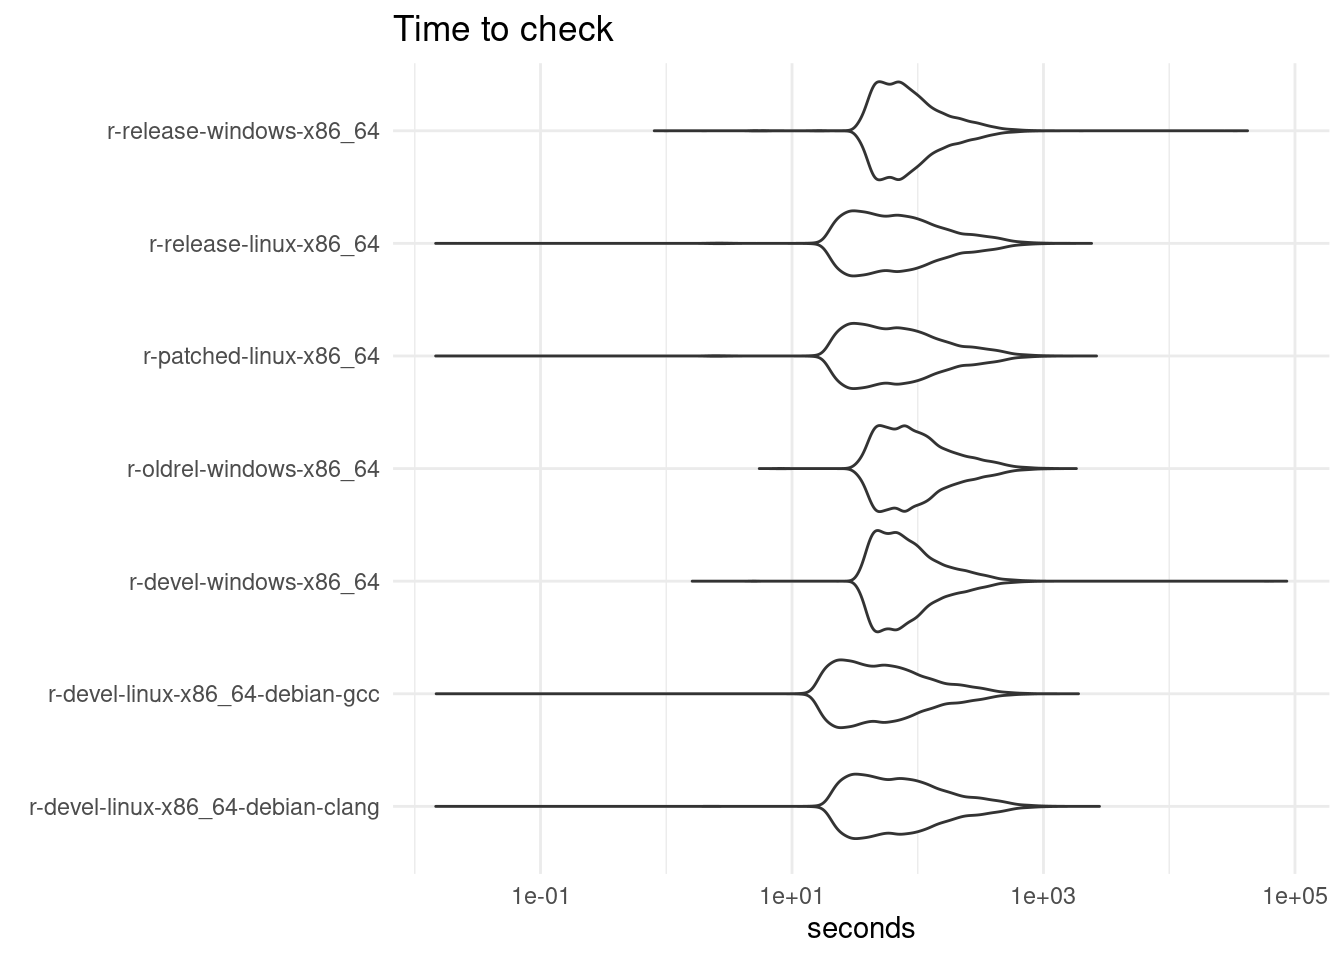 Time to check
r-release-windows-x86_64
r-release-linux-x86_64
r-patched-linux-x86_64
r-oldrel-windows-x86_64
r-devel-windows-x86_64
r-devel-linux-x86_64-debian-gcc
r-devel-linux-x86_64-debian-clang
1e-01 1e+01 1e+03 1e+05
seconds